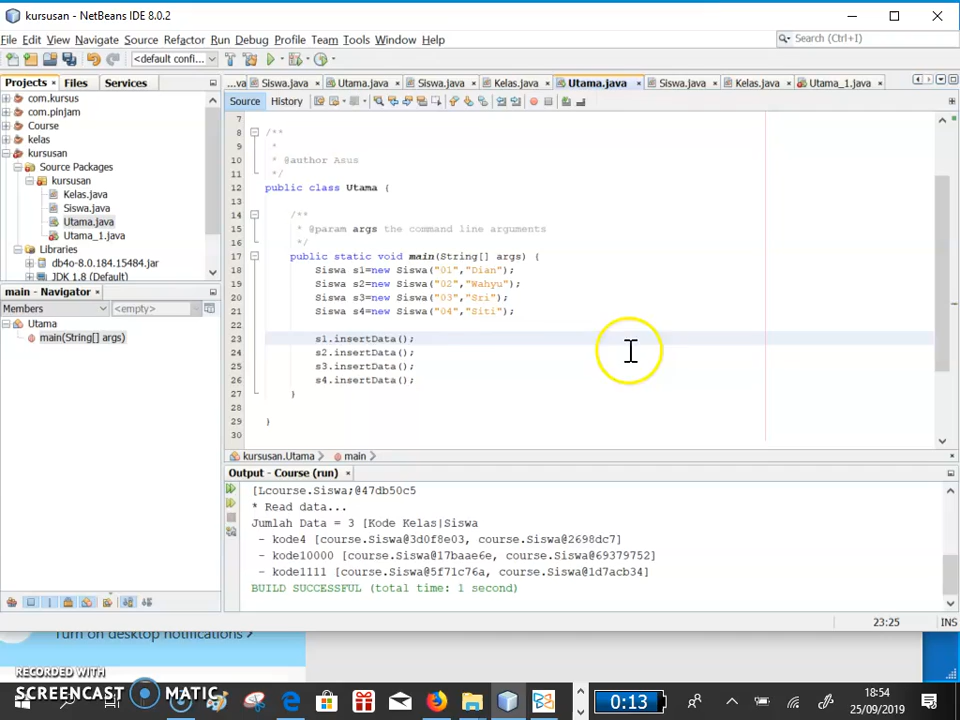 kursusan - NetBeans IDE 8.0.2
File Edit View Navigate Source Refactor Run Debug Profile Team Tools Window Help
Search (Ctrl+I)
<default confi...
Projects × Files Services
...va Siswa.java × Utama.java × Siswa.java × Kelas.java × Utama.java × Siswa.java × Kelas.java × Utama_1.java ×
com.kursus
com.pinjam
Course
kelas
kursusan
Source Packages
kursusan
Kelas.java
Siswa.java
Utama.java
Utama_1.java
Libraries
db4o-8.0.184.15484.jar
JDK 1.8 (Default)
main - Navigator ×
Members <empty>
Utama
main(String[] args)
Source History
7
8 /**
9 *
10 * @author Asus
11 */
12 public class Utama {
13
14 /**
15 * @param args the command line arguments
16 */
17 public static void main(String[] args) {
18 Siswa s1=new Siswa("01","Dian");
19 Siswa s2=new Siswa("02","Wahyu");
20 Siswa s3=new Siswa("03","Sri");
21 Siswa s4=new Siswa("04","Siti");
22
23 s1.insertData();
24 s2.insertData();
25 s3.insertData();
26 s4.insertData();
27 }
28
29 }
30
kursusan.Utama main
Output - Course (run) ×
[Lcourse.Siswa;@47db50c5
* Read data...
Jumlah Data = 3 [Kode Kelas|Siswa
- kode4 [course.Siswa@3d0f8e03, course.Siswa@2698dc7]
- kode10000 [course.Siswa@17baae6e, course.Siswa@69379752]
- kode1111 [course.Siswa@5f71c76a, course.Siswa@1d7acb34]
BUILD SUCCESSFUL (total time: 1 second)
23:25 INS
Turn on desktop notifications >
RECORDED WITH
SCREENCAST MATIC
0:13
18:54
25/09/2019